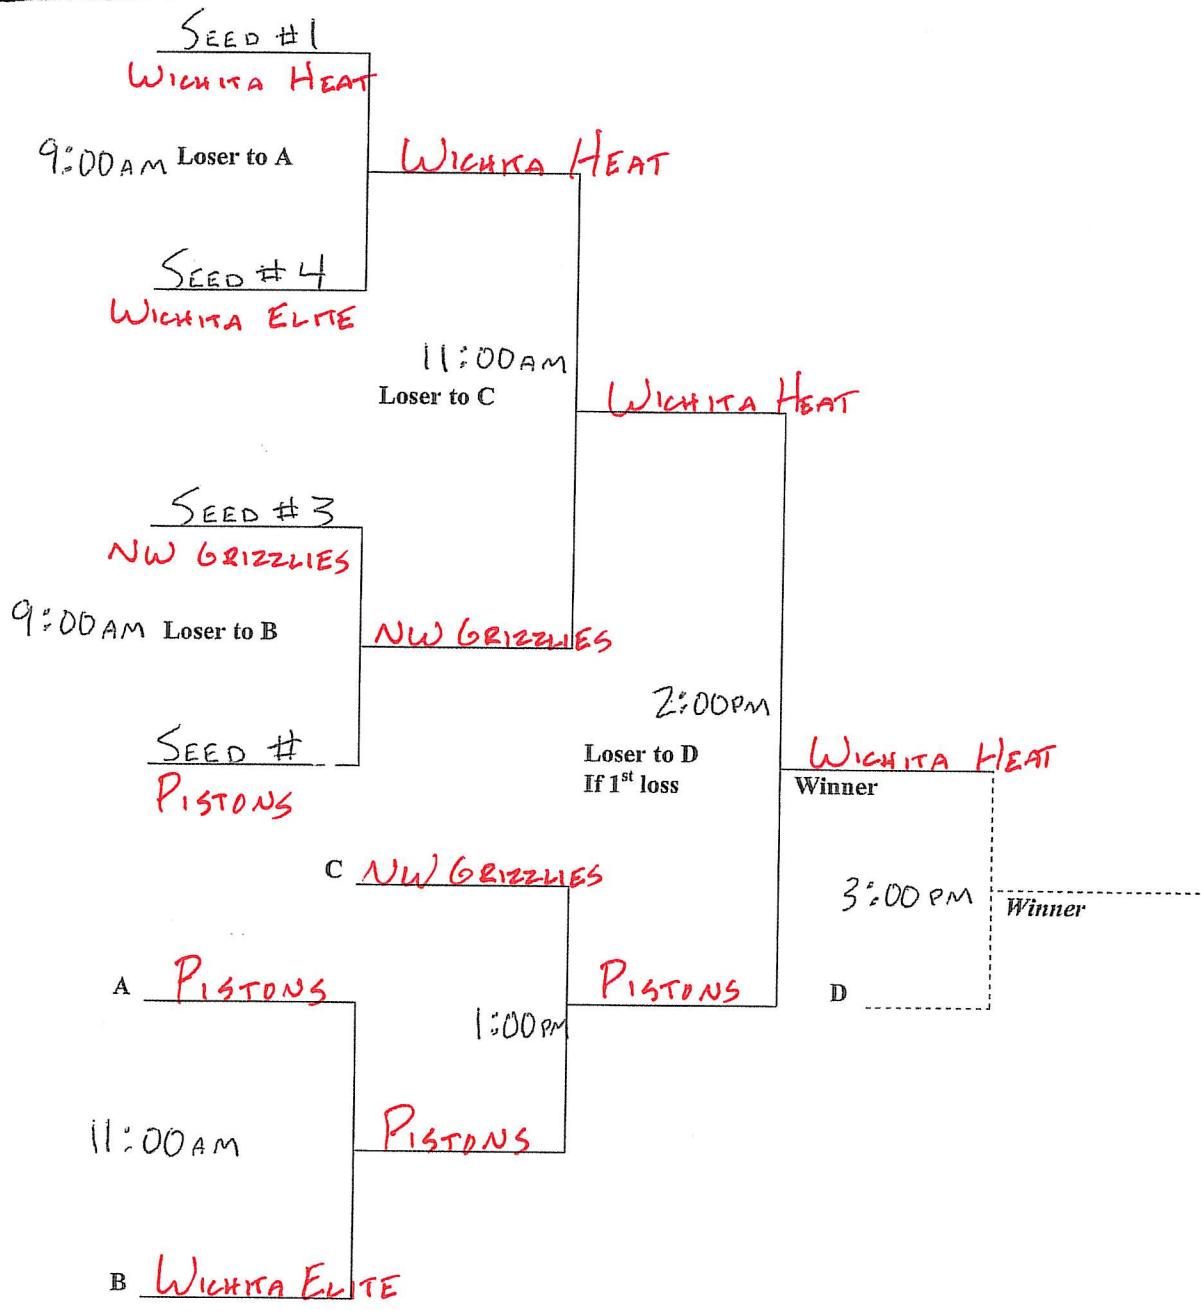 SEED #1
WICHITA HEAT
9:00AM Loser to A
WICHITA HEAT
SEED #4
WICHITA ELITE
11:00AM
Loser to C
WICHITA HEAT
SEED #3
NW GRIZZLIES
9:00AM Loser to B
NW GRIZZLIES
2:00PM
SEED #
PISTONS
Loser to D
If 1st loss
WICHITA HEAT
Winner
C NW GRIZZLIES
3:00PM
Winner
A PISTONS
PISTONS
D
1:00PM
11:00AM
PISTONS
B WICHITA ELITE